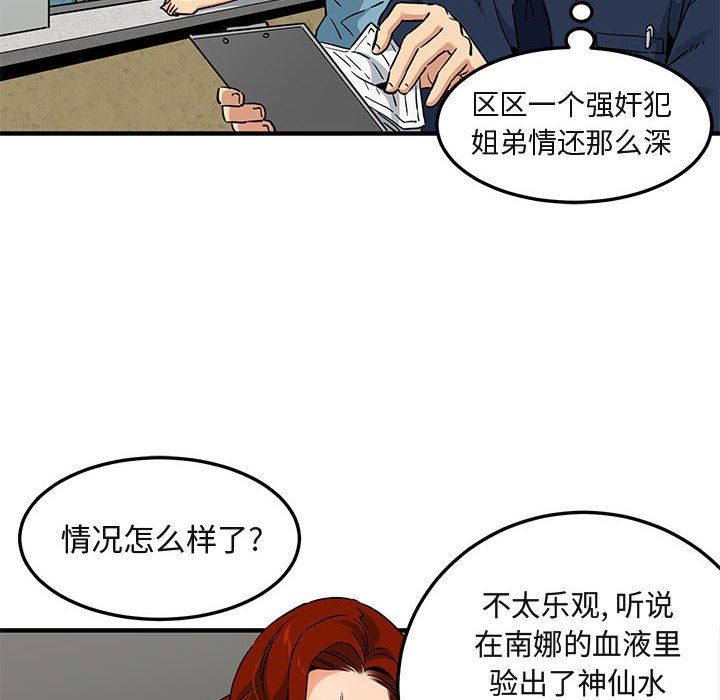 区区一个强奸犯
姐弟情还那么深
情况怎么样了?
不太乐观, 听说
在南娜的血液里
验出了神仙水